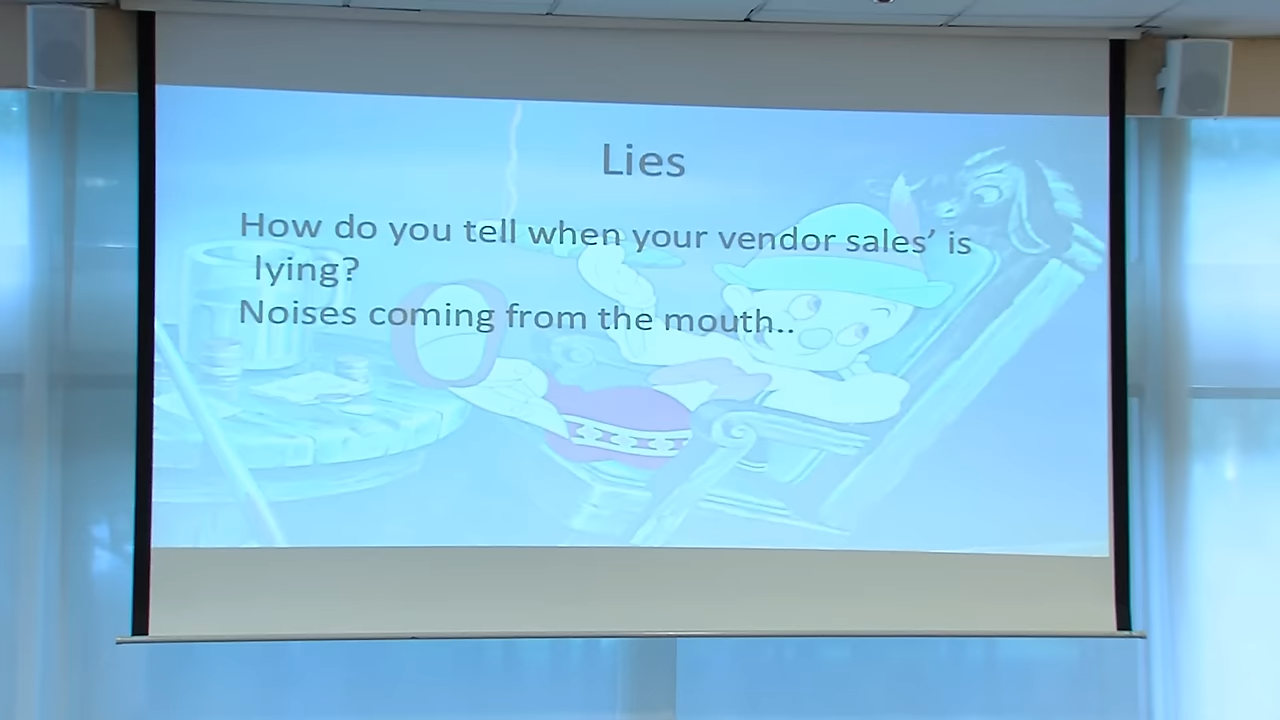 Lies
How do you tell when your vendor sales’ is
lying?
Noises coming from the mouth..